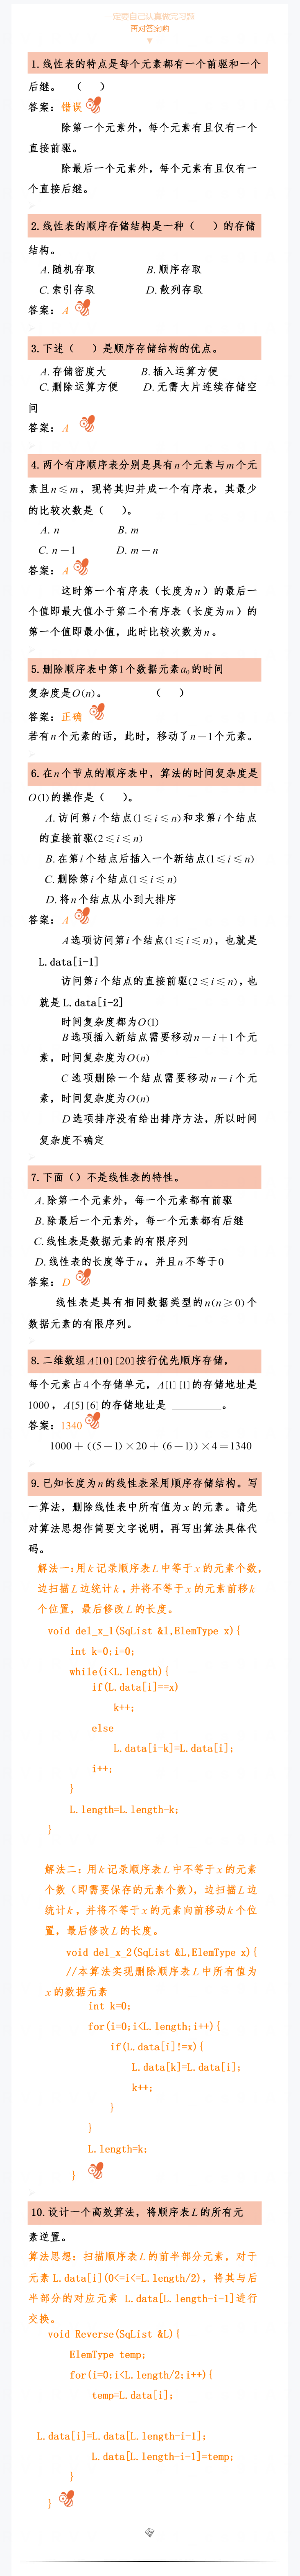 一定要自己认真做完习题
再对答案哟
1.线性表的特点是每个元素都有一个前驱和一个
后继。 （ ）
答案：错误
除第一个元素外，每个元素有且仅有一个
直接前驱。
除最后一个元素外，每个元素有且仅有一
个直接后继。
2.线性表的顺序存储结构是一种（ ）的存储
结构。
A.随机存取 B.顺序存取
C.索引存取 D.散列存取
答案：A
3.下述（ ）是顺序存储结构的优点。
A.存储密度大 B.插入运算方便
C.删除运算方便 D.无需大片连续存储空
间
答案：A
4.两个有序顺序表分别是具有n个元素与m个元
素且n≤m，现将其归并成一个有序表，其最少
的比较次数是（ ）。
A. n B. m
C. n－1 D. m＋n
答案：A
这时第一个有序表（长度为n）的最后一
个值即最大值小于第二个有序表（长度为m）的
第一个值即最小值，此时比较次数为n。
5.删除顺序表中第1个数据元素a₀的时间
复杂度是O(n)。 （ ）
答案：正确
若有n个元素的话，此时，移动了n－1个元素。
6.在n个节点的顺序表中，算法的时间复杂度是
O(1)的操作是（ ）。
A.访问第i个结点(1≤i≤n)和求第i个结点
的直接前驱(2≤i≤n)
B.在第i个结点后插入一个新结点(1≤i≤n)
C.删除第i个结点(1≤i≤n)
D.将n个结点从小到大排序
答案：A
A选项访问第i个结点(1≤i≤n)，也就是
L.data[i-1]
访问第i个结点的直接前驱(2≤i≤n)，也
就是L.data[i-2]
时间复杂度都为O(1)
B选项插入新结点需要移动n－i＋1个元
素，时间复杂度为O(n)
C选项删除一个结点需要移动n－i个元
素，时间复杂度为O(n)
D选项排序没有给出排序方法，所以时间
复杂度不确定
7.下面（）不是线性表的特性。
A.除第一个元素外，每一个元素都有前驱
B.除最后一个元素外，每一个元素都有后继
C.线性表是数据元素的有限序列
D.线性表的长度等于n，并且n不等于0
答案：D
线性表是具有相同数据类型的n(n≥0)个
数据元素的有限序列。
8.二维数组A[10][20]按行优先顺序存储，
每个元素占4个存储单元，A[1][1]的存储地址是
1000，A[5][6]的存储地址是 ________。
答案：1340
1000＋((5－1)×20＋(6－1))×4＝1340
9.已知长度为n的线性表采用顺序存储结构。写
一算法，删除线性表中所有值为x的元素。请先
对算法思想作简要文字说明，再写出算法具体代
码。
解法一：用k记录顺序表L中等于x的元素个数，
边扫描L边统计k，并将不等于x的元素前移k
个位置，最后修改L的长度。
void del_x_1(SqList &l,ElemType x){
int k=0;i=0;
while(i<L.length){
if(L.data[i]==x)
k++;
else
L.data[i-k]=L.data[i];
i++;
}
L.length=L,length-k;
}
解法二：用k记录顺序表L中不等于x的元素
个数（即需要保存的元素个数），边扫描L边
统计k，并将不等于x的元素向前移动k个位
置，最后修改L的长度。
void del_x_2(SqList &L,ElemType x){
//本算法实现删除顺序表L中所有值为
x的数据元素
int k=0;
for(i=0;i<L.length;i++){
if(L.data[i]!=x){
L.data[k]=L.data[i];
k++;
}
}
L.length=k;
}
10.设计一个高效算法，将顺序表L的所有元
素逆置。
算法思想：扫描顺序表L的前半部分元素，对于
元素L.data[i](0<=i<=L.length/2)，将其与后
半部分的对应元素 L.data[L.length-i-1]进行
交换。
void Reverse(SqList &L){
ElemType temp;
for(i=0;i<L.length/2;i++){
temp=L.data[i];
L.data[i]=L.data[L.length-i-1];
L.data[L.length-i-1]=temp;
}
}